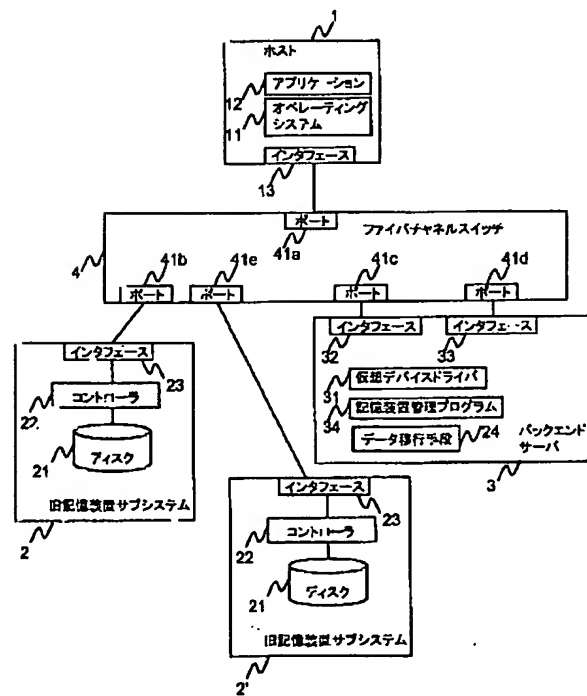 1
ホスト
アプリケーション
12
オペレーティング
システム
11
インタフェース
13
ポート
41a
ファイバチャネルスイッチ
4
41b
41e
41c
41d
ポート
ポート
ポート
ポート
インタフェース
23
コントローラ
22
ディスク
21
旧記憶装置サブシステム
2
インタフェース
32
インタフェース
33
仮想デバイスドライバ
31
記憶装置管理プログラム
34
データ移行手段
24
バックエンド
サーバ
3
インタフェース
23
コントローラ
22
ディスク
21
旧記憶装置サブシステム
2'